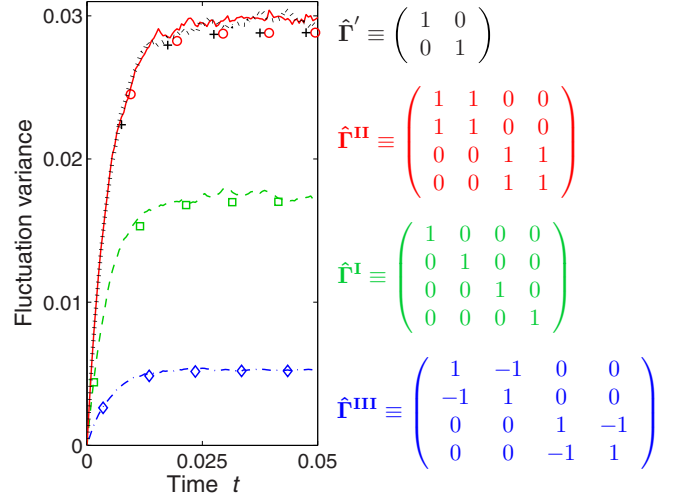 0.03
0.02
0.01
0
Fluctuation variance
0 0.025 0.05
Time t
Γ̂′ ≡ ( 1 0
0 1 )
Γ̂^II ≡ ( 1 1 0 0
1 1 0 0
0 0 1 1
0 0 1 1 )
Γ̂^I ≡ ( 1 0 0 0
0 1 0 0
0 0 1 0
0 0 0 1 )
Γ̂^III ≡ ( 1 −1 0 0
−1 1 0 0
0 0 1 −1
0 0 −1 1 )